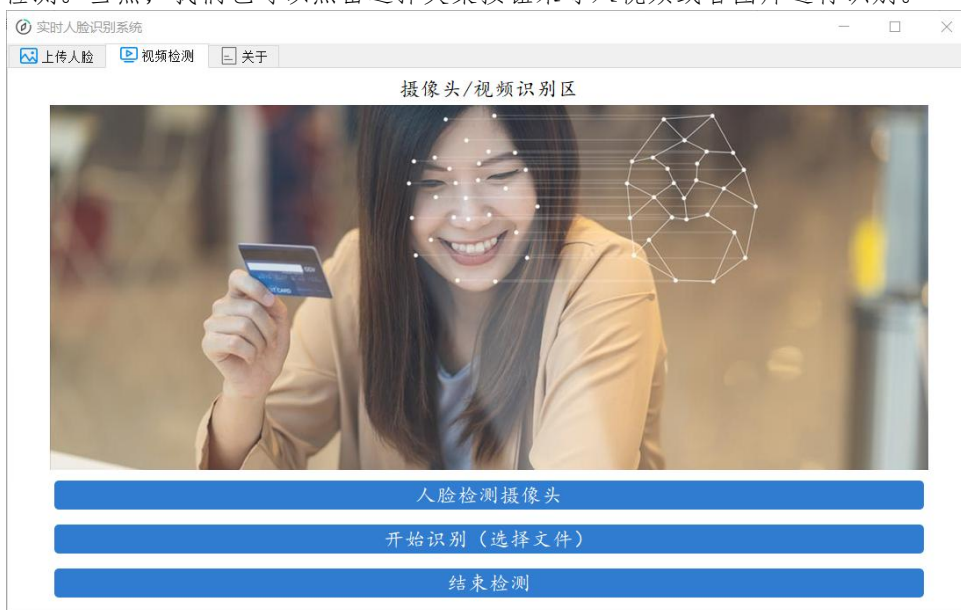 实时人脸识别系统
上传人脸
视频检测
关于
摄像头/视频识别区
人脸检测摄像头
开始识别（选择文件）
结束检测